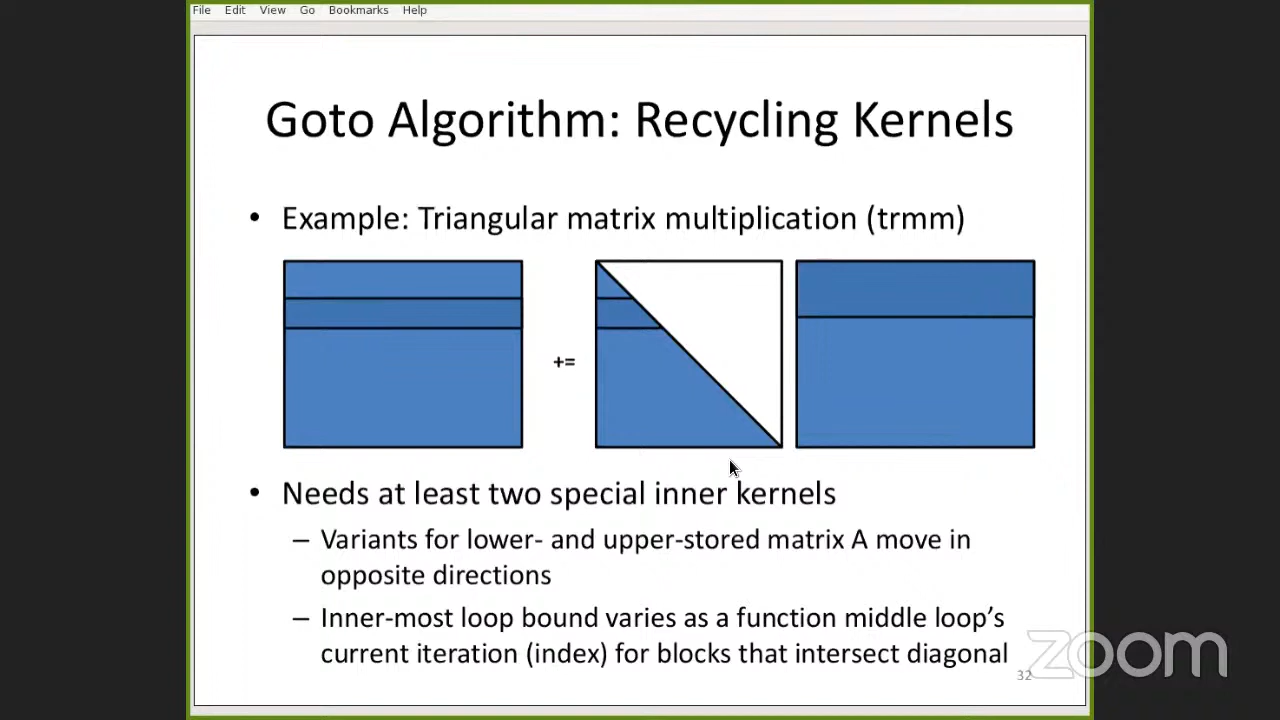 File Edit View Go Bookmarks Help
Goto Algorithm: Recycling Kernels
• Example: Triangular matrix multiplication (trmm)
+=
• Needs at least two special inner kernels
– Variants for lower- and upper-stored matrix A move in
opposite directions
– Inner-most loop bound varies as a function middle loop’s
current iteration (index) for blocks that intersect diagonal
32
zoom